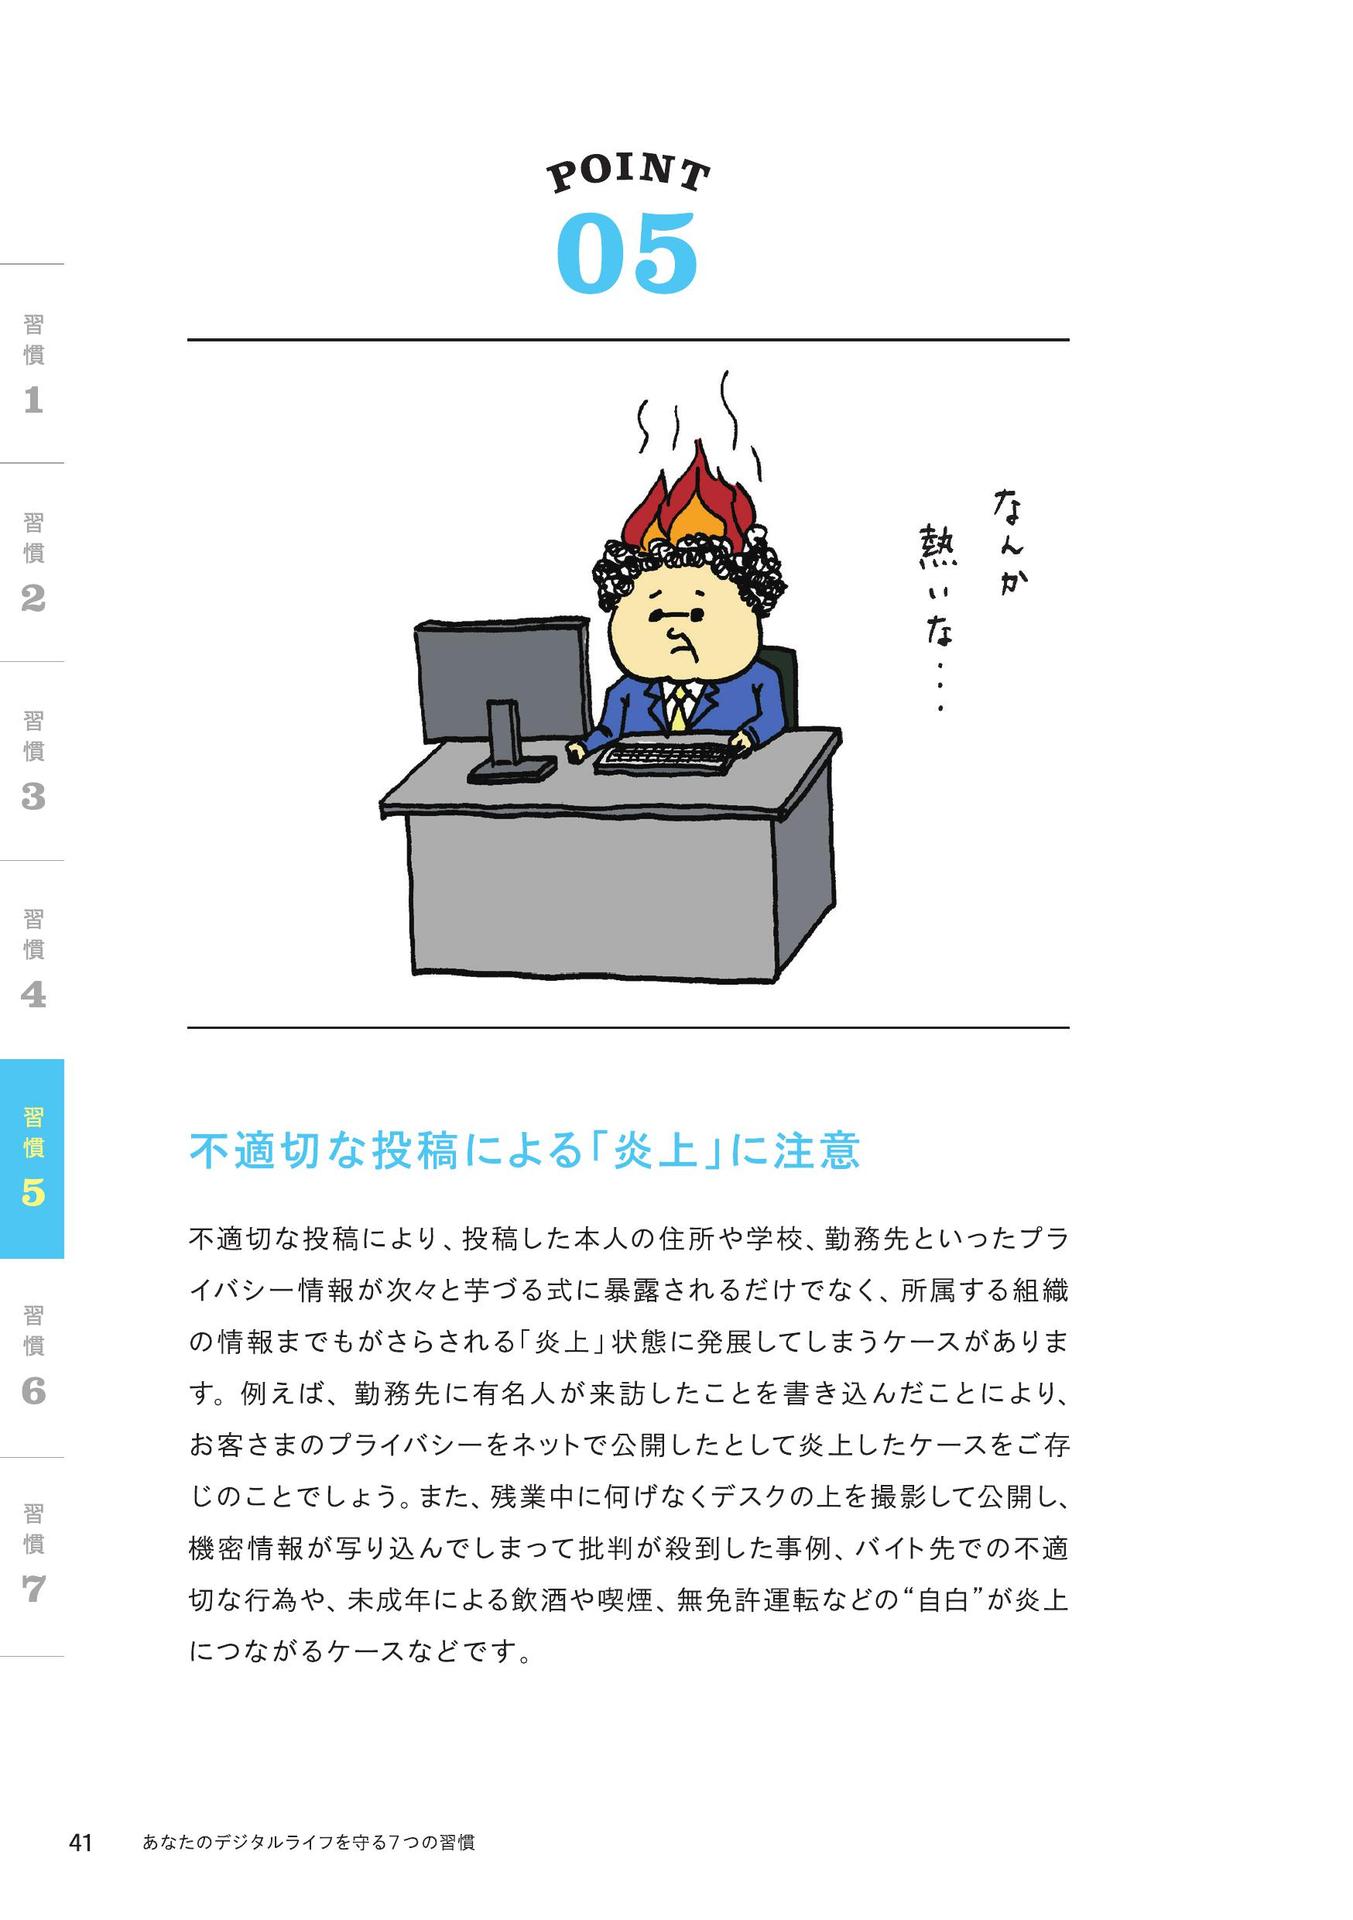 POINT
05
なんか
熱いな...
習慣1
習慣2
習慣3
習慣4
習慣5
習慣6
習慣7
不適切な投稿による「炎上」に注意
不適切な投稿により、投稿した本人の住所や学校、勤務先といったプラ
イバシー情報が次々と芋づる式に暴露されるだけでなく、所属する組織
の情報までもがさらされる「炎上」状態に発展してしまうケースがありま
す。例えば、勤務先に有名人が来訪したことを書き込んだことにより、
お客さまのプライバシーをネットで公開したとして炎上したケースをご存
じのことでしょう。また、残業中に何げなくデスクの上を撮影して公開し、
機密情報が写り込んでしまって批判が殺到した事例、バイト先での不適
切な行為や、未成年による飲酒や喫煙、無免許運転などの“自白”が炎上
につながるケースなどです。
41 あなたのデジタルライフを守る7つの習慣